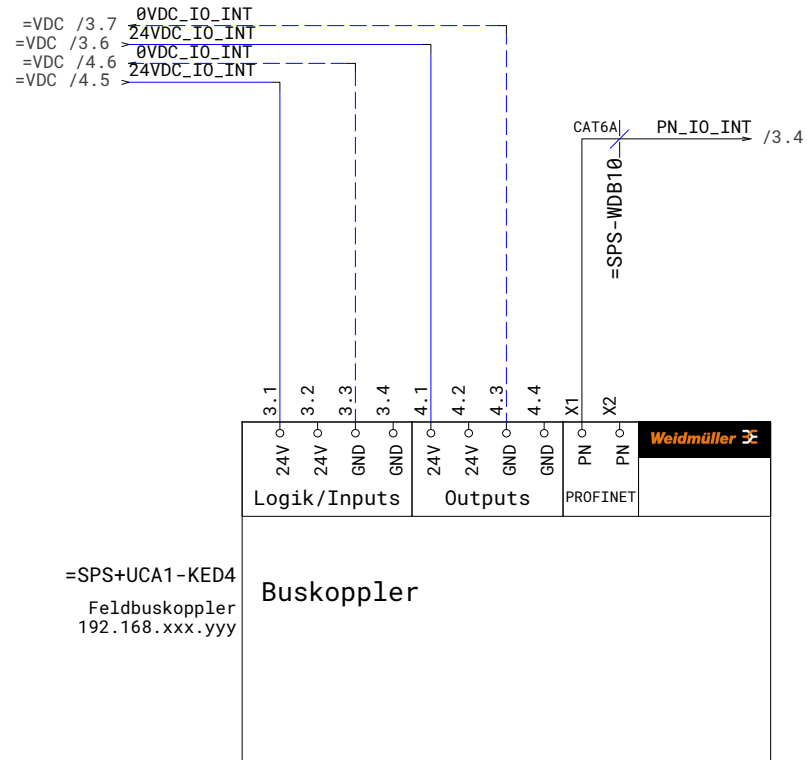 =VDC /3.7 0VDC_IO_INT
=VDC /3.6 24VDC_IO_INT
=VDC /4.6 0VDC_IO_INT
=VDC /4.5 24VDC_IO_INT
CAT6A PN_IO_INT /3.4
=SPS-WDB10
3.1 3.2 3.3 3.4 4.1 4.2 4.3 4.4 X1 X2
24V 24V GND GND 24V 24V GND GND PN PN
Weidmüller
Logik/Inputs Outputs PROFINET
=SPS+UCA1-KED4
Feldbuskoppler
192.168.xxx.yyy
Buskoppler